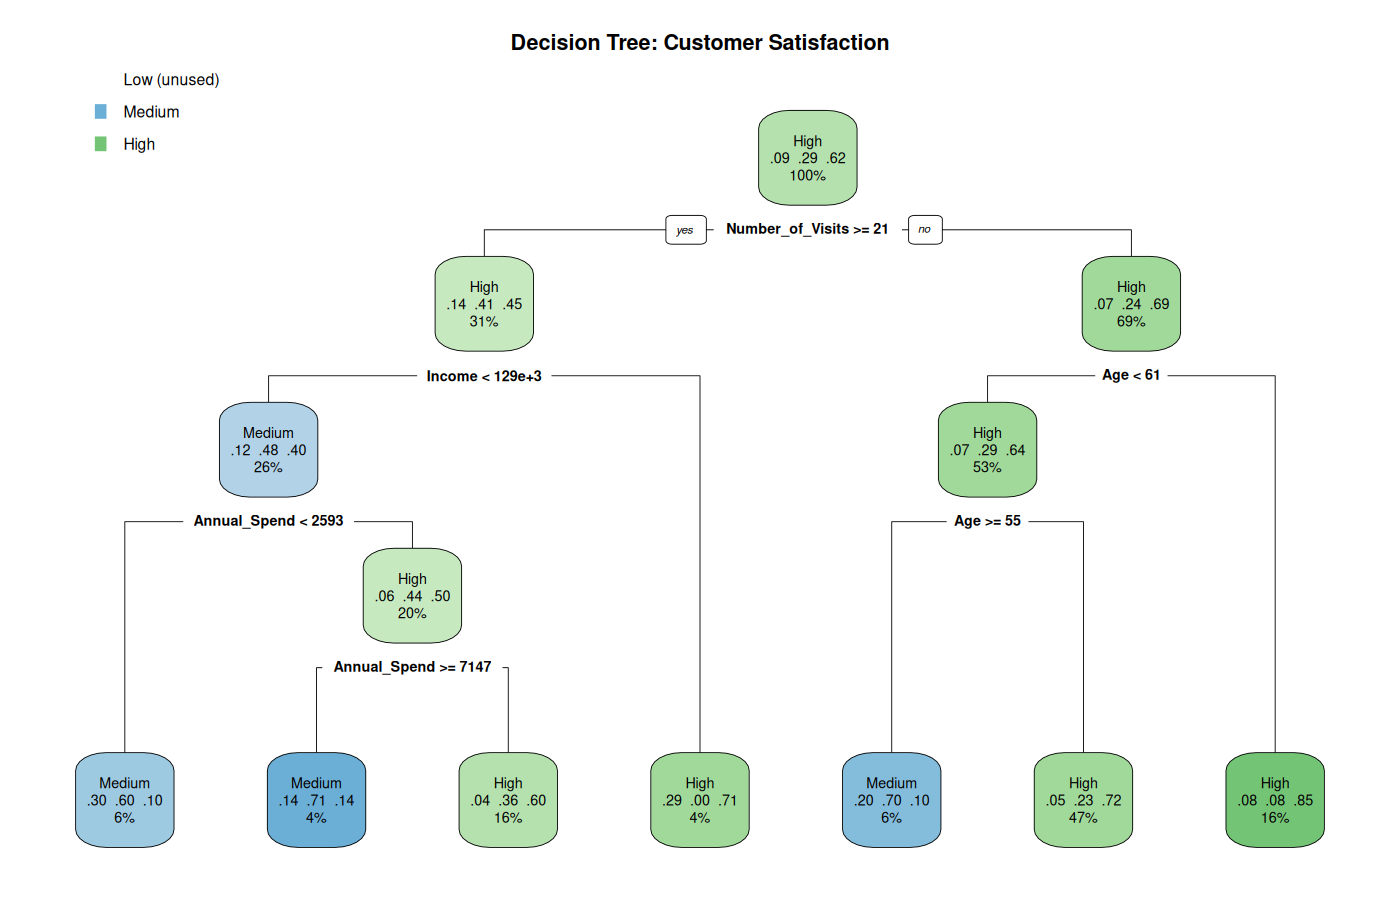 Decision Tree: Customer Satisfaction
Low (unused)
Medium
High
High
.09 .29 .62
100%
yes
Number_of_Visits >= 21
no
High
.14 .41 .45
31%
High
.07 .24 .69
69%
Income < 129e+3
Age < 61
Medium
.12 .48 .40
26%
High
.07 .29 .64
53%
Annual_Spend < 2593
Age >= 55
High
.06 .44 .50
20%
Annual_Spend >= 7147
Medium
.30 .60 .10
6%
Medium
.14 .71 .14
4%
High
.04 .36 .60
16%
High
.29 .00 .71
4%
Medium
.20 .70 .10
6%
High
.05 .23 .72
47%
High
.08 .08 .85
16%